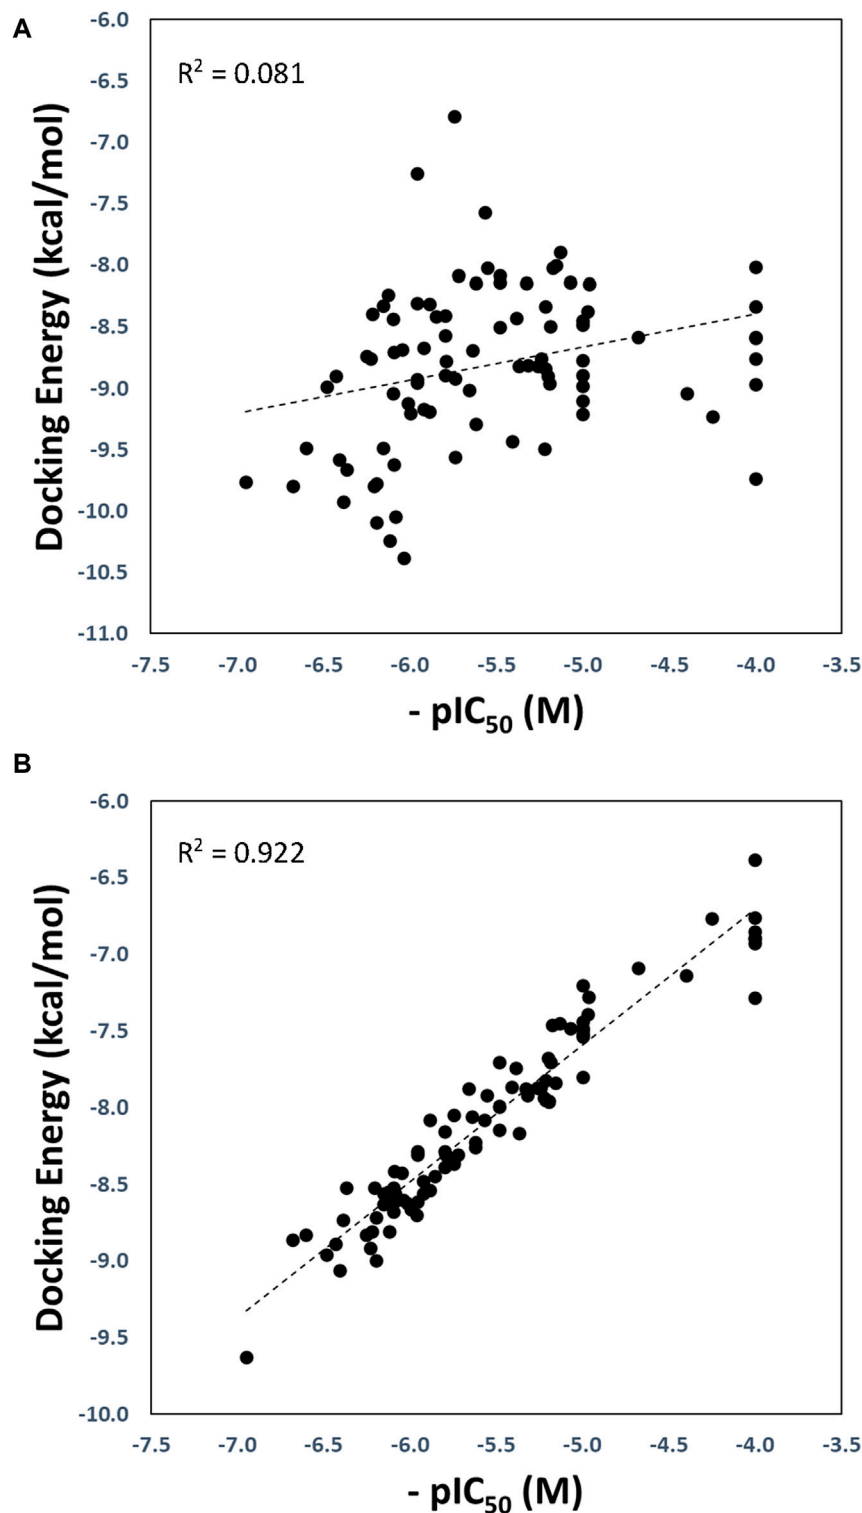 A
-6.0
R² = 0.081
-6.5
-7.0
-7.5
-8.0
-8.5
-9.0
-9.5
-10.0
-10.5
-11.0
Docking Energy (kcal/mol)
-7.5 -7.0 -6.5 -6.0 -5.5 -5.0 -4.5 -4.0 -3.5
- pIC₅₀ (M)
B
-6.0
R² = 0.922
-6.5
-7.0
-7.5
-8.0
-8.5
-9.0
-9.5
-10.0
Docking Energy (kcal/mol)
-7.5 -7.0 -6.5 -6.0 -5.5 -5.0 -4.5 -4.0 -3.5
- pIC₅₀ (M)